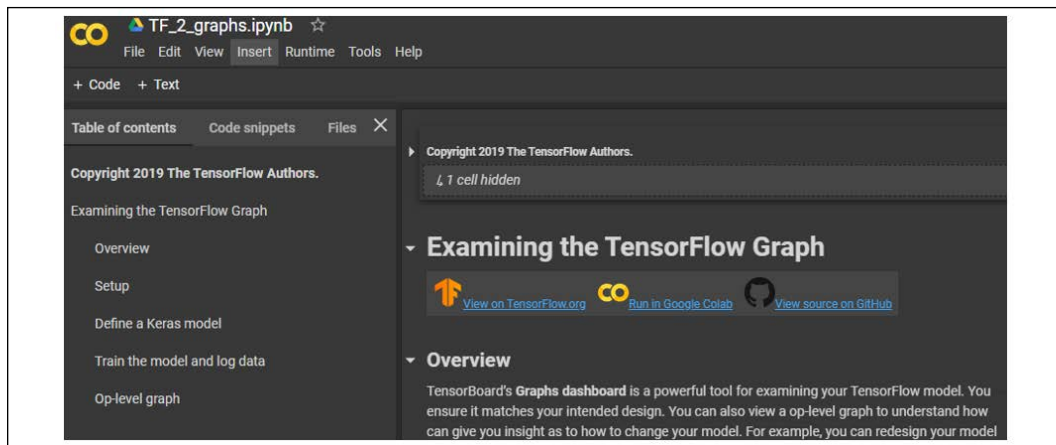 CO TF_2_graphs.ipynb
File Edit View Insert Runtime Tools Help
+ Code + Text
Table of contents Code snippets Files
Copyright 2019 The TensorFlow Authors.
Examining the TensorFlow Graph
Overview
Setup
Define a Keras model
Train the model and log data
Op-level graph
Copyright 2019 The TensorFlow Authors.
1 cell hidden
Examining the TensorFlow Graph
View on TensorFlow.org CO Run in Google Colab View source on GitHub
Overview
TensorBoard's Graphs dashboard is a powerful tool for examining your TensorFlow model. You
ensure it matches your intended design. You can also view a op-level graph to understand how
can give you insight as to how to change your model. For example, you can redesign your model